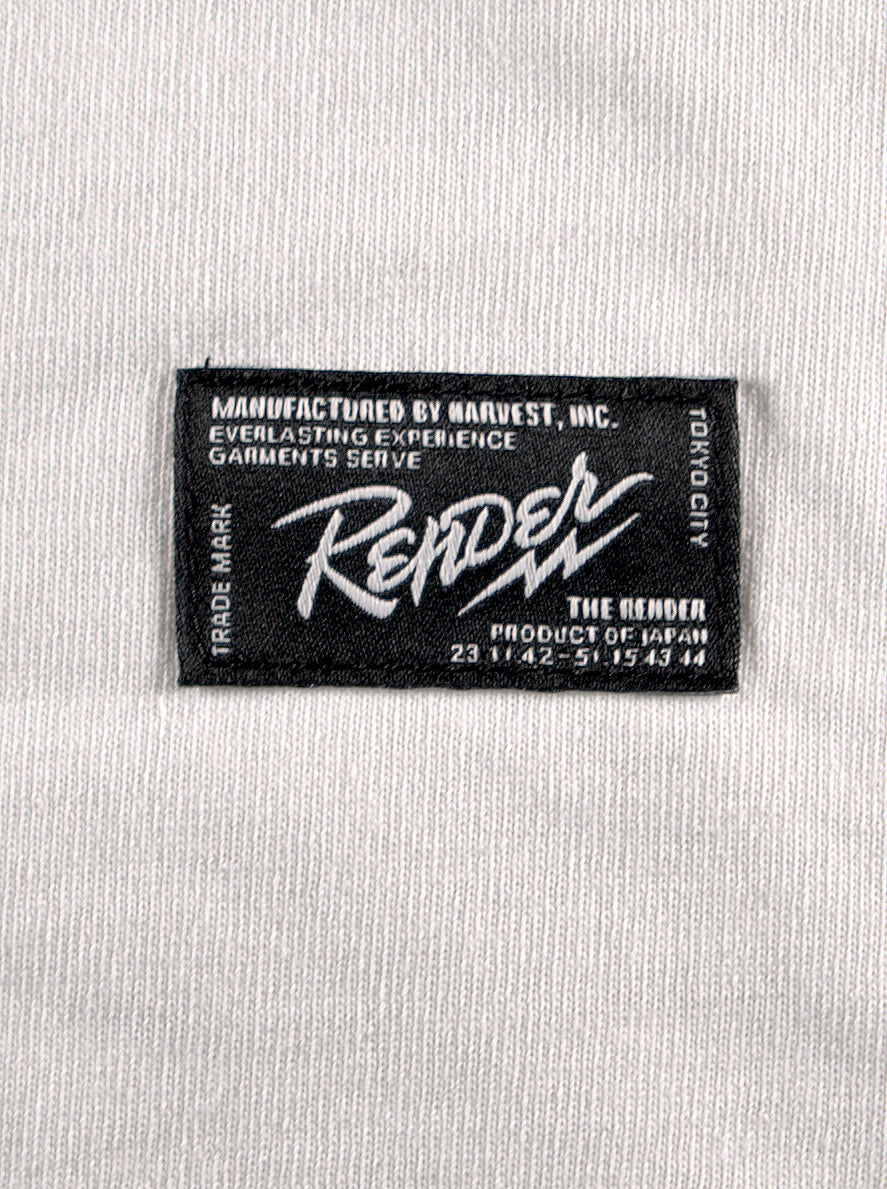 MANUFACTURED BY HARVEST, INC.
EVERLASTING EXPERIENCE
GARMENTS SERVE
TOKYO CITY
TRADE MARK
RENDER
THE RENDER
PRODUCT OF JAPAN
23 11 42-51 15 43 44